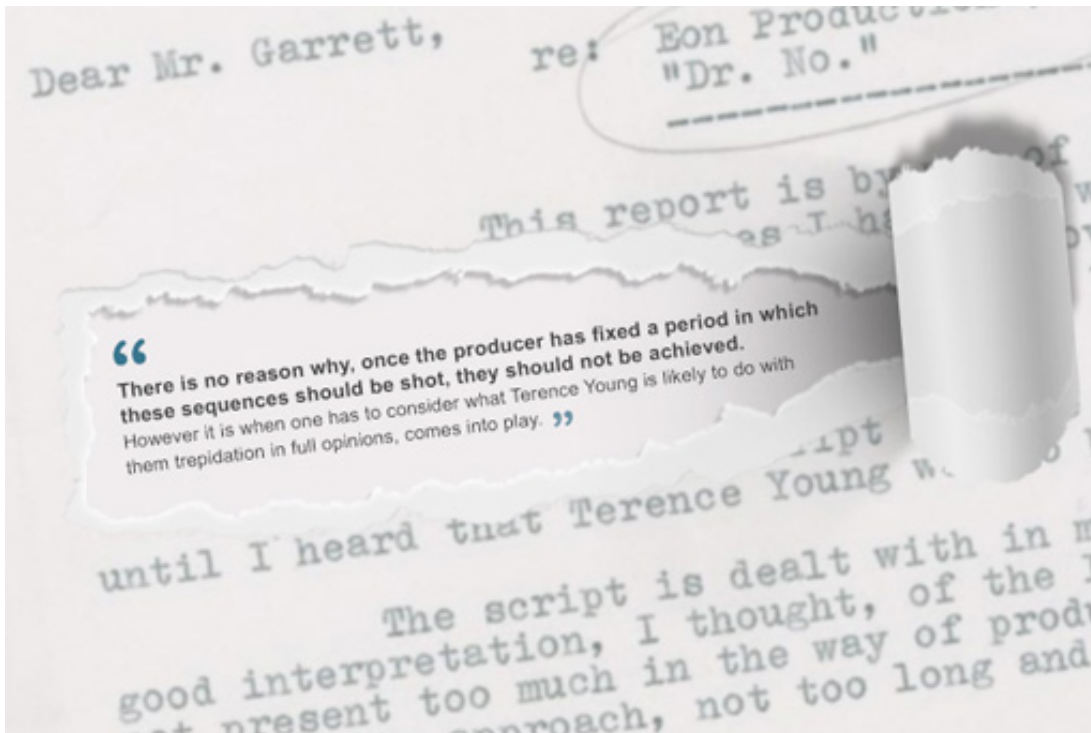 Dear Mr. Garrett,
re: Eon Production
"Dr. No."
This report is by of
as I
“
There is no reason why, once the producer has fixed a period in which
these sequences should be shot, they should not be achieved.
However it is when one has to consider what Terence Young is likely to do with
them trepidation in full opinions, comes into play. ”
until I heard that Terence Young
The script is dealt with in
good interpretation, I thought, of the
present too much in the way of
approach, not too long and